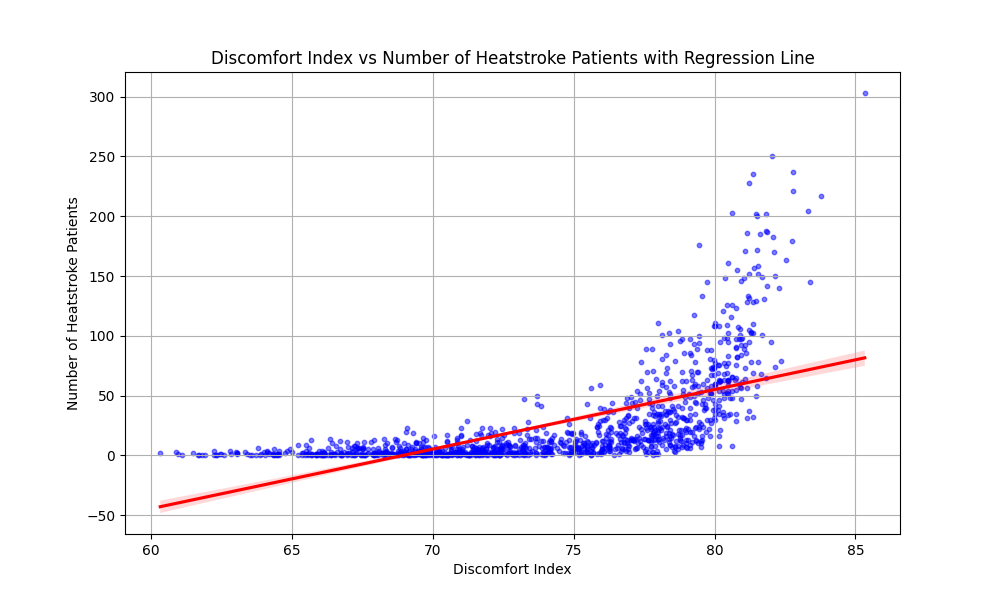 Discomfort Index vs Number of Heatstroke Patients with Regression Line
300
250
200
150
100
50
0
−50
Number of Heatstroke Patients
60 65 70 75 80 85
Discomfort Index